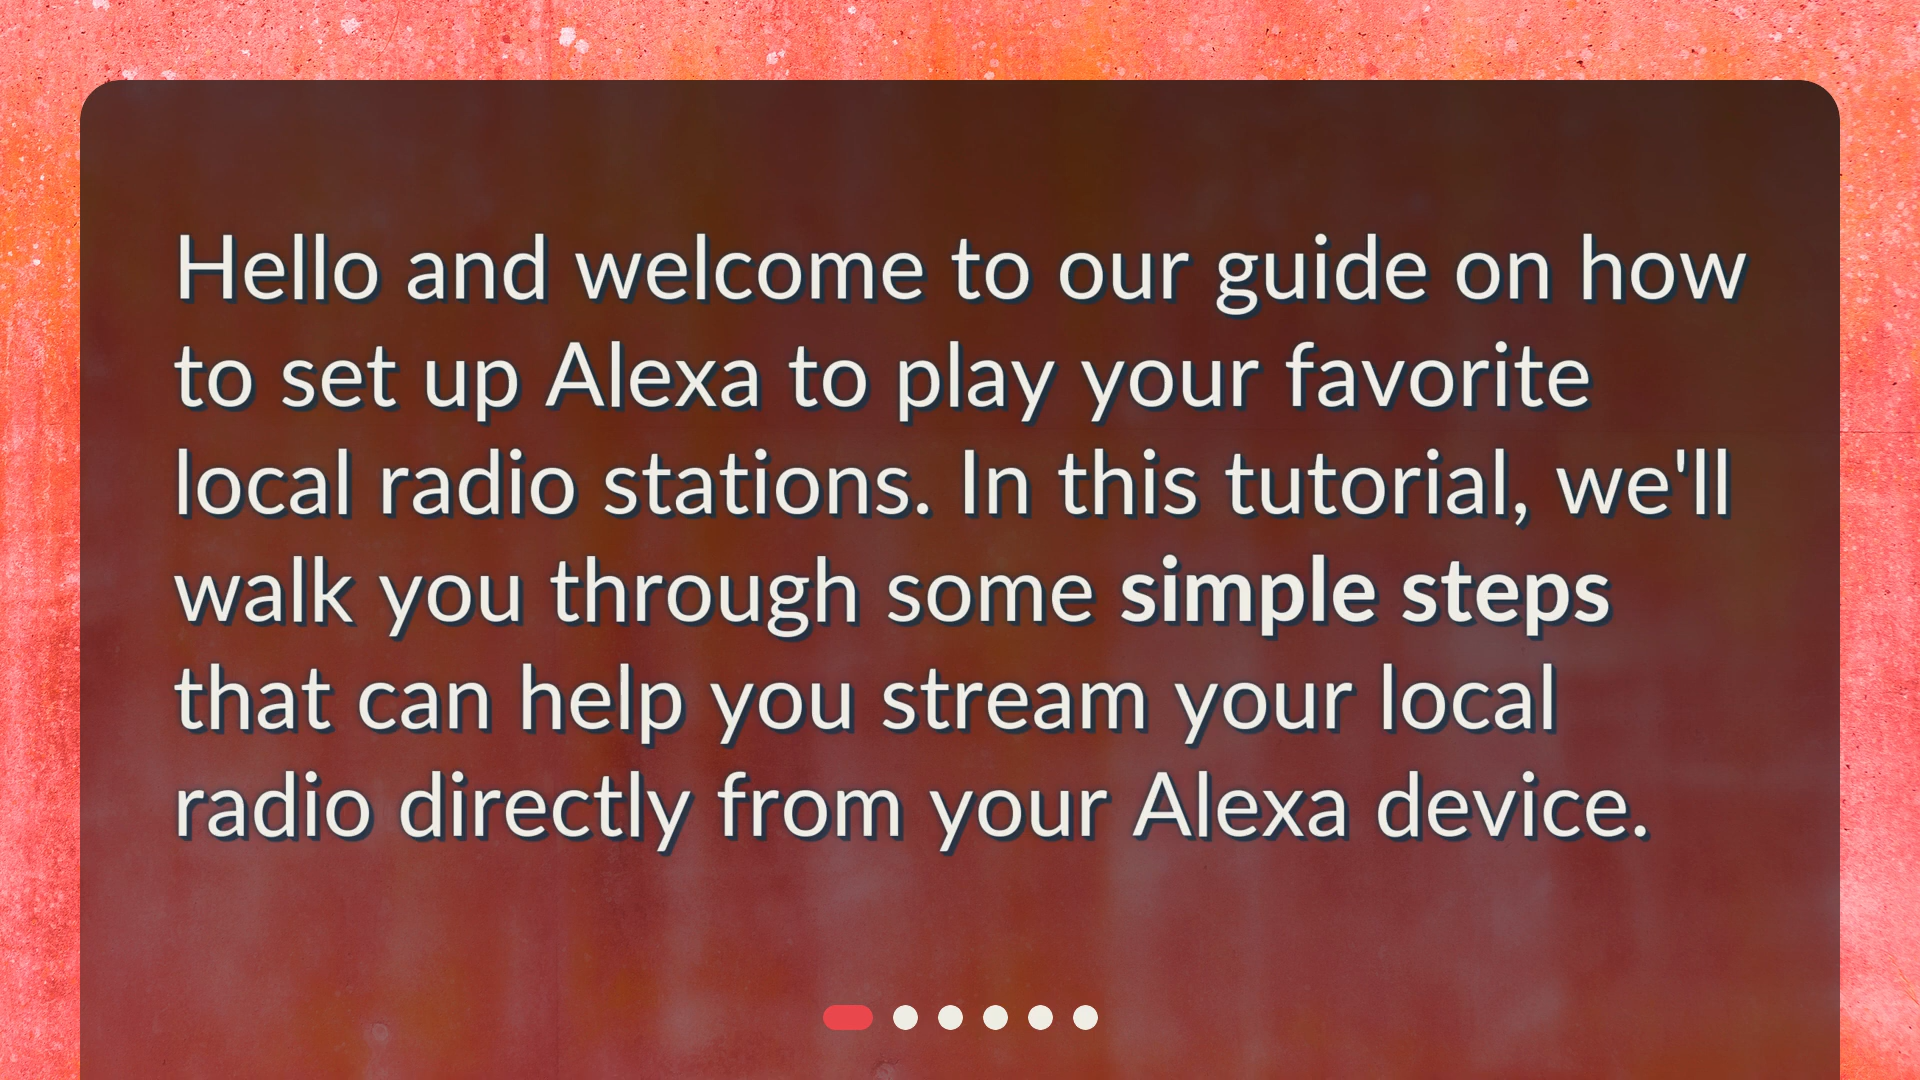 Hello and welcome to our guide on how
to set up Alexa to play your favorite
local radio stations. In this tutorial, we'll
walk you through some simple steps
that can help you stream your local
radio directly from your Alexa device.